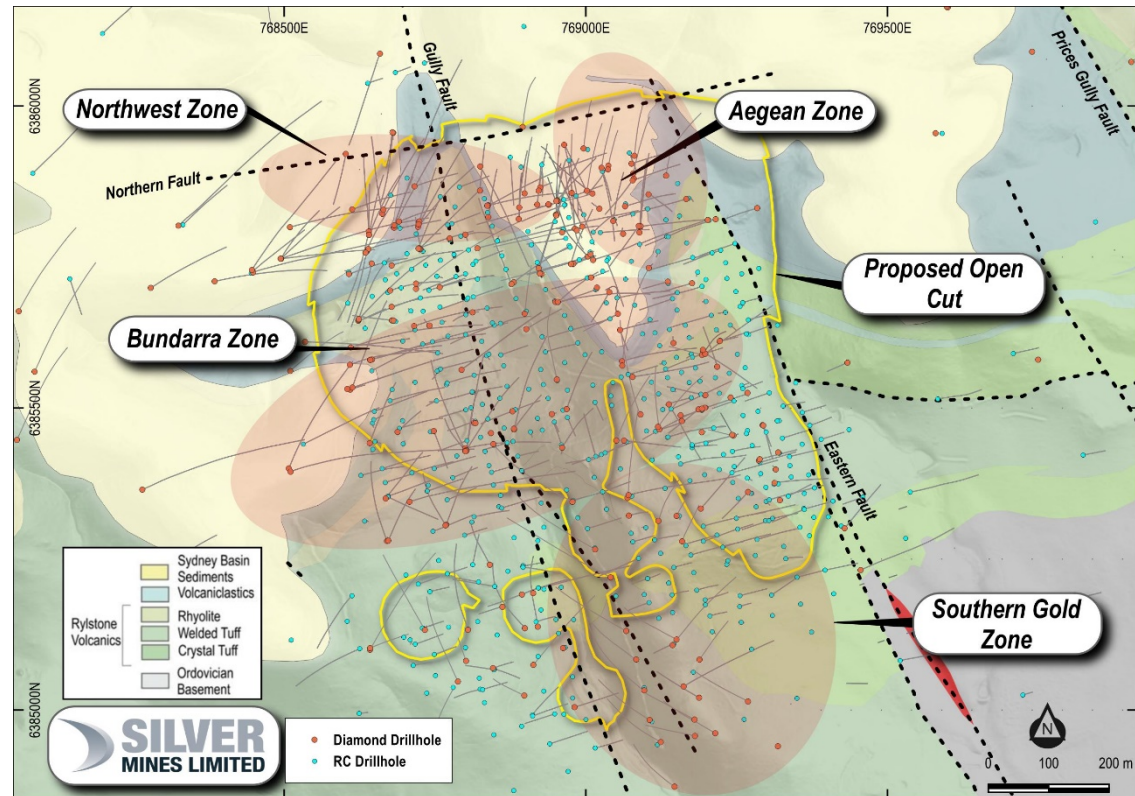 768500E
769000E
769500E
6386000N
6385500N
6385000N
Gully Fault
Prices Gully Fault
Northwest Zone
Aegean Zone
Northern Fault
Proposed Open
Cut
Bundarra Zone
Eastern Fault
Southern Gold
Zone
Sydney Basin
Sediments
Volcaniclastics
Rylstone
Volcanics
Rhyolite
Welded Tuff
Crystal Tuff
Ordovician
Basement
SILVER
MINES LIMITED
Diamond Drillhole
RC Drillhole
N
0 100 200 m